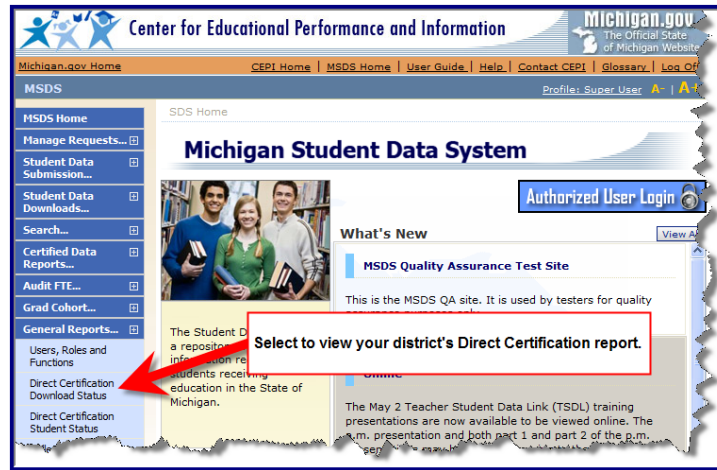 Center for Educational Performance and Information
Michigan.gov
The Official State
of Michigan Website
Michigan.gov Home
CEPI Home | MSDS Home | User Guide | Help | Contact CEPI | Glossary | Log Of
MSDS
Profile: Super User A- | A+
MSDS Home
Manage Requests...
Student Data
Submission...
Student Data
Downloads...
Search...
Certified Data
Reports...
Audit FTE...
Grad Cohort...
General Reports...
Users, Roles and
Functions
Direct Certification
Download Status
Direct Certification
Student Status
SDS Home
Michigan Student Data System
Authorized User Login
What's New
View A
MSDS Quality Assurance Test Site
This is the MSDS QA site. It is used by testers for quality
Select to view your district's Direct Certification report.
The Student D
a repositor
information re
students receiving
education in the State of
Michigan.
Online
The May 2 Teacher Student Data Link (TSDL) training
presentations are now available to be viewed online. The
a.m. presentation and both part 1 and part 2 of the p.m.